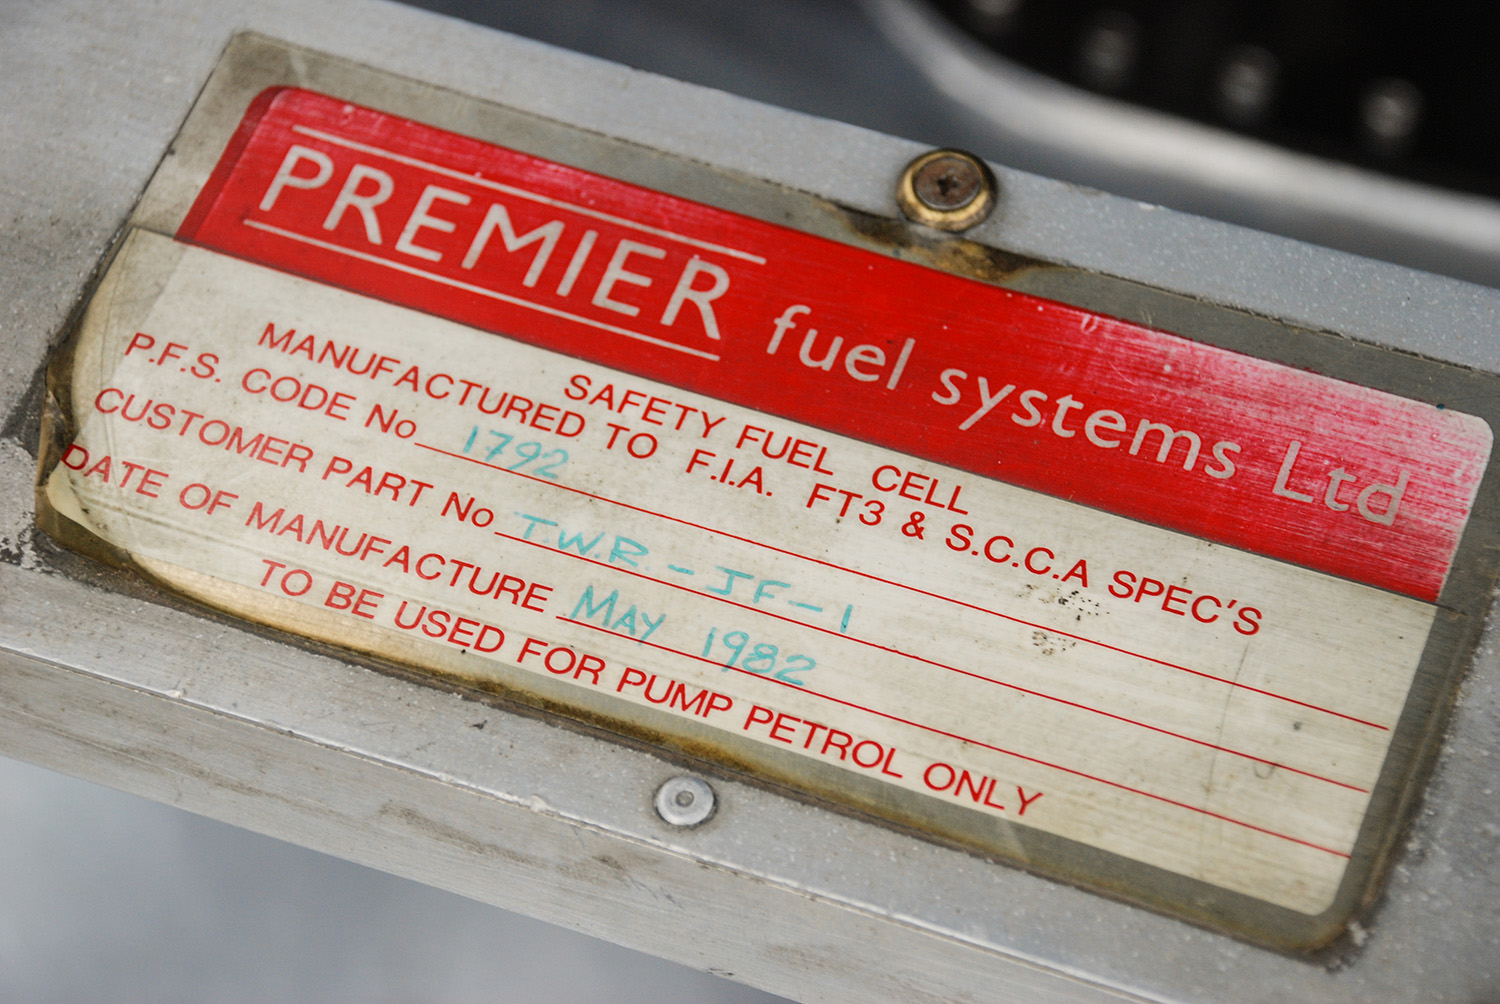 PREMIER fuel systems Ltd
SAFETY FUEL CELL
MANUFACTURED TO F.I.A. FT3 & S.C.C.A SPEC'S
P.F.S. CODE No 1792
CUSTOMER PART No T.W.R. - JF - 1
DATE OF MANUFACTURE MAY 1982
TO BE USED FOR PUMP PETROL ONLY